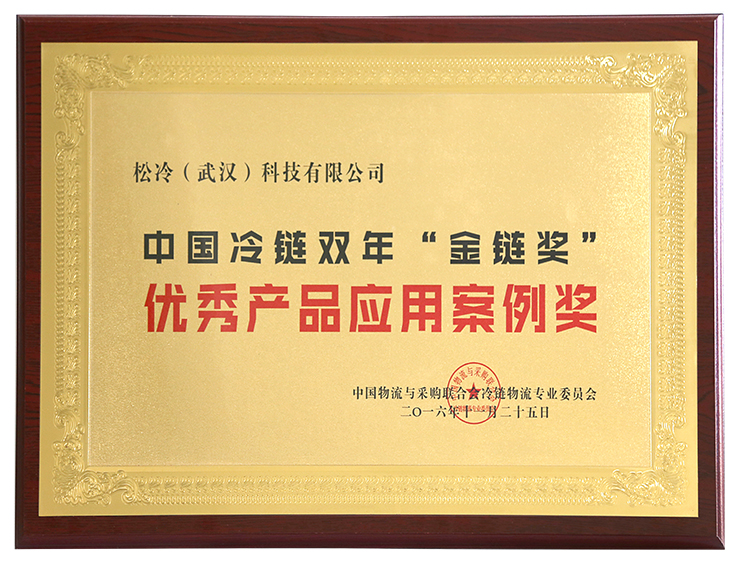 松冷（武汉）科技有限公司
中国冷链双年“金链奖”
优秀产品应用案例奖
中国物流与采购联合会冷链物流专业委员会
二〇一六年十一月二十五日